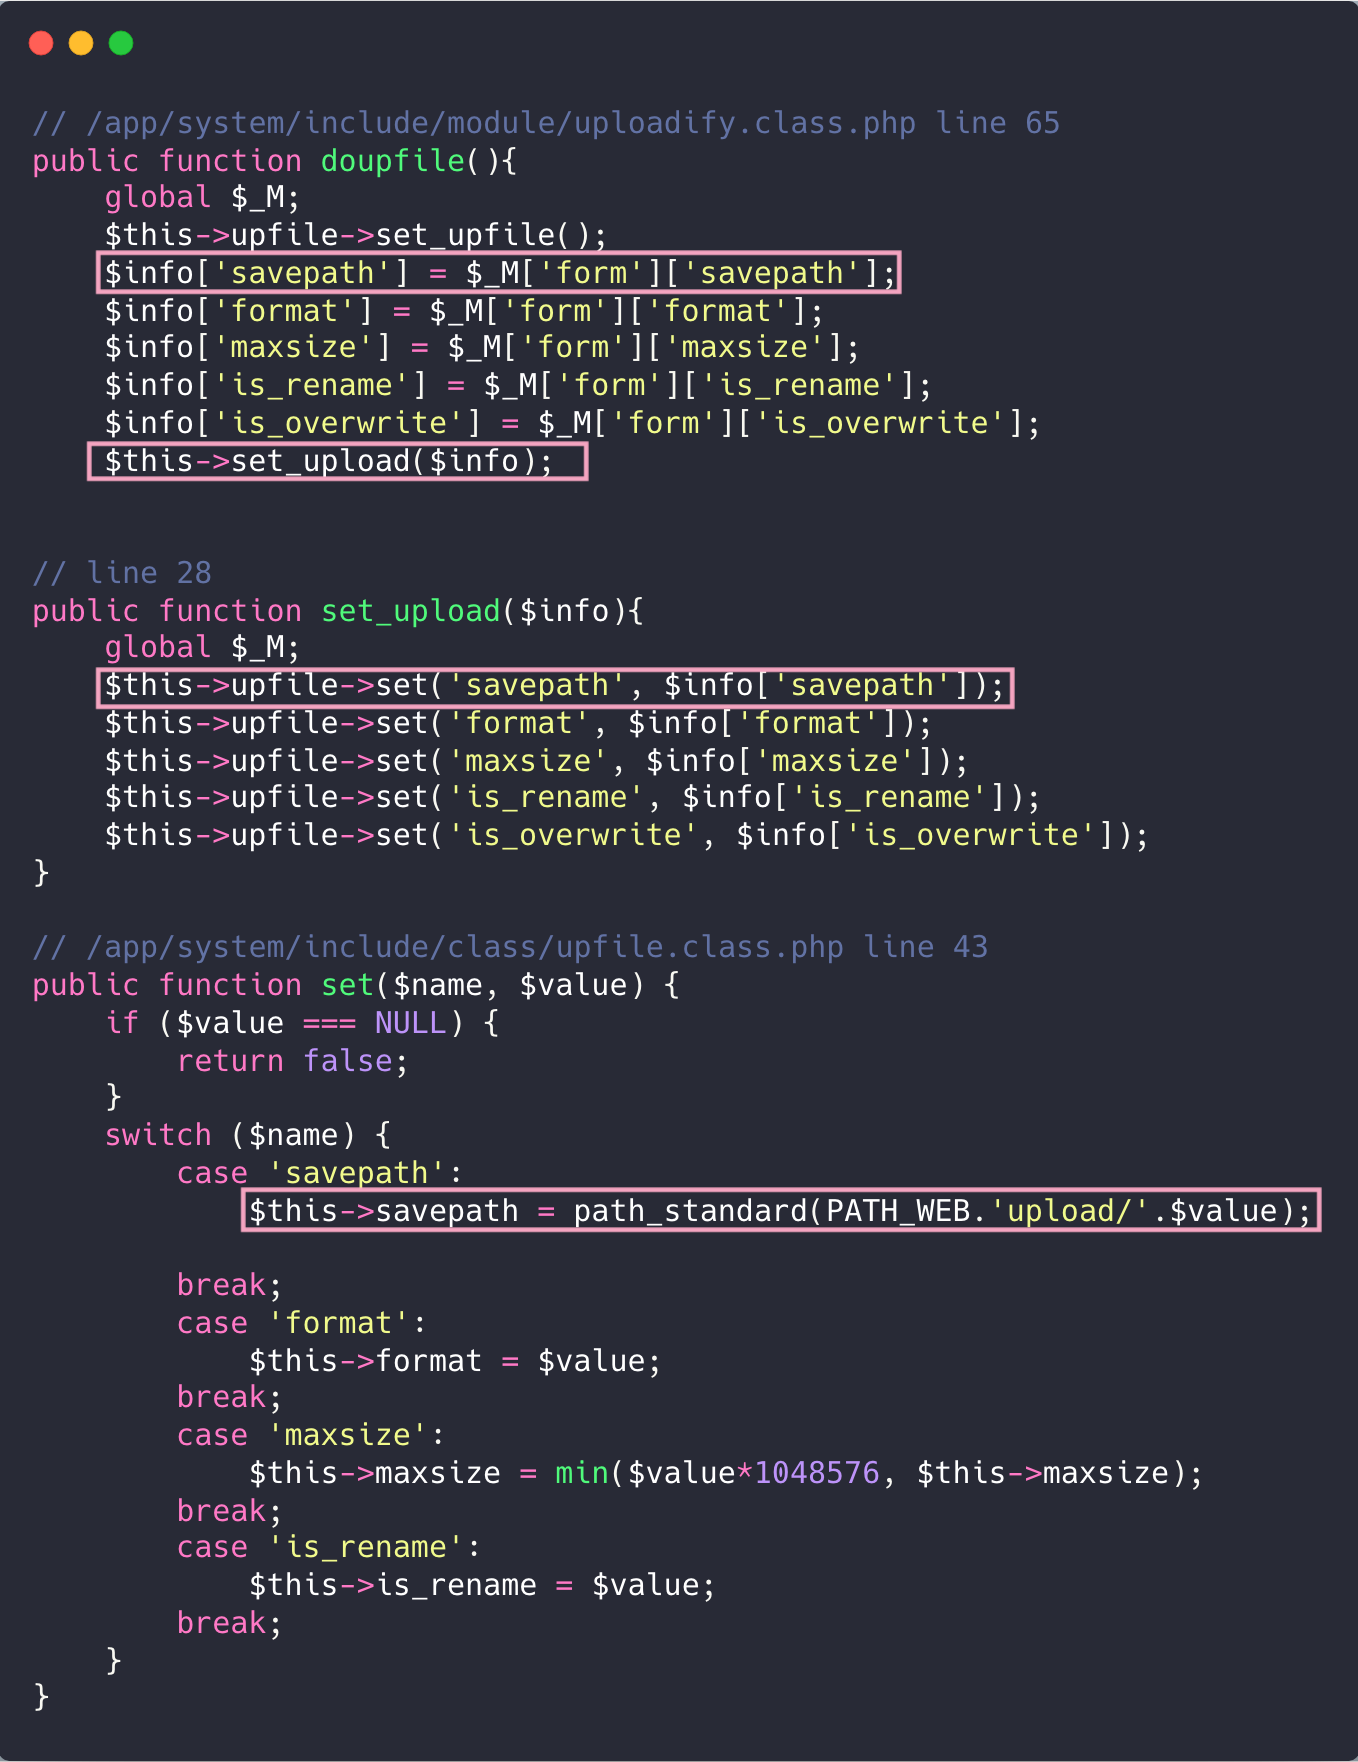 // /app/system/include/module/uploadify.class.php line 65
public function doupfile(){
    global $_M;
    $this->upfile->set_upfile();
    $info['savepath'] = $_M['form']['savepath'];
    $info['format'] = $_M['form']['format'];
    $info['maxsize'] = $_M['form']['maxsize'];
    $info['is_rename'] = $_M['form']['is_rename'];
    $info['is_overwrite'] = $_M['form']['is_overwrite'];
    $this->set_upload($info);
// line 28
public function set_upload($info){
    global $_M;
    $this->upfile->set('savepath', $info['savepath']);
    $this->upfile->set('format', $info['format']);
    $this->upfile->set('maxsize', $info['maxsize']);
    $this->upfile->set('is_rename', $info['is_rename']);
    $this->upfile->set('is_overwrite', $info['is_overwrite']);
}
// /app/system/include/class/upfile.class.php line 43
public function set($name, $value) {
    if ($value === NULL) {
        return false;
    }
    switch ($name) {
        case 'savepath':
            $this->savepath = path_standard(PATH_WEB.'upload/'.$value);
        break;
        case 'format':
            $this->format = $value;
        break;
        case 'maxsize':
            $this->maxsize = min($value*1048576, $this->maxsize);
        break;
        case 'is_rename':
            $this->is_rename = $value;
        break;
    }
}